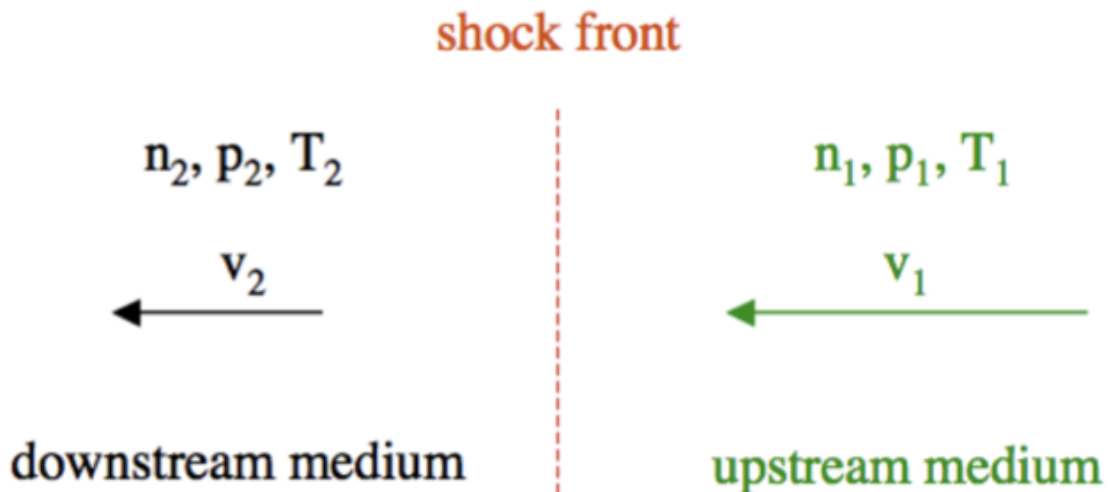 shock front
n₂, p₂, T₂
n₁, p₁, T₁
v₂
v₁
downstream medium
upstream medium